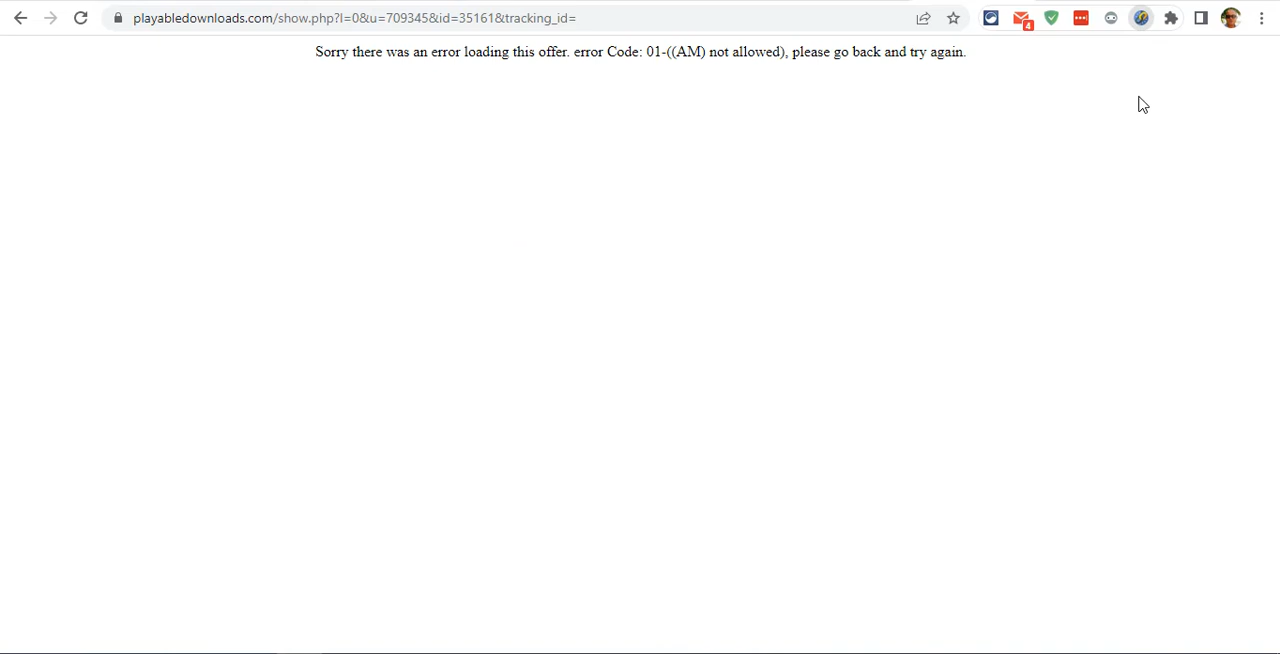 playabledownloads.com/show.php?l=0&u=709345&id=35161&tracking_id=
4
Sorry there was an error loading this offer. error Code: 01-((AM) not allowed), please go back and try again.